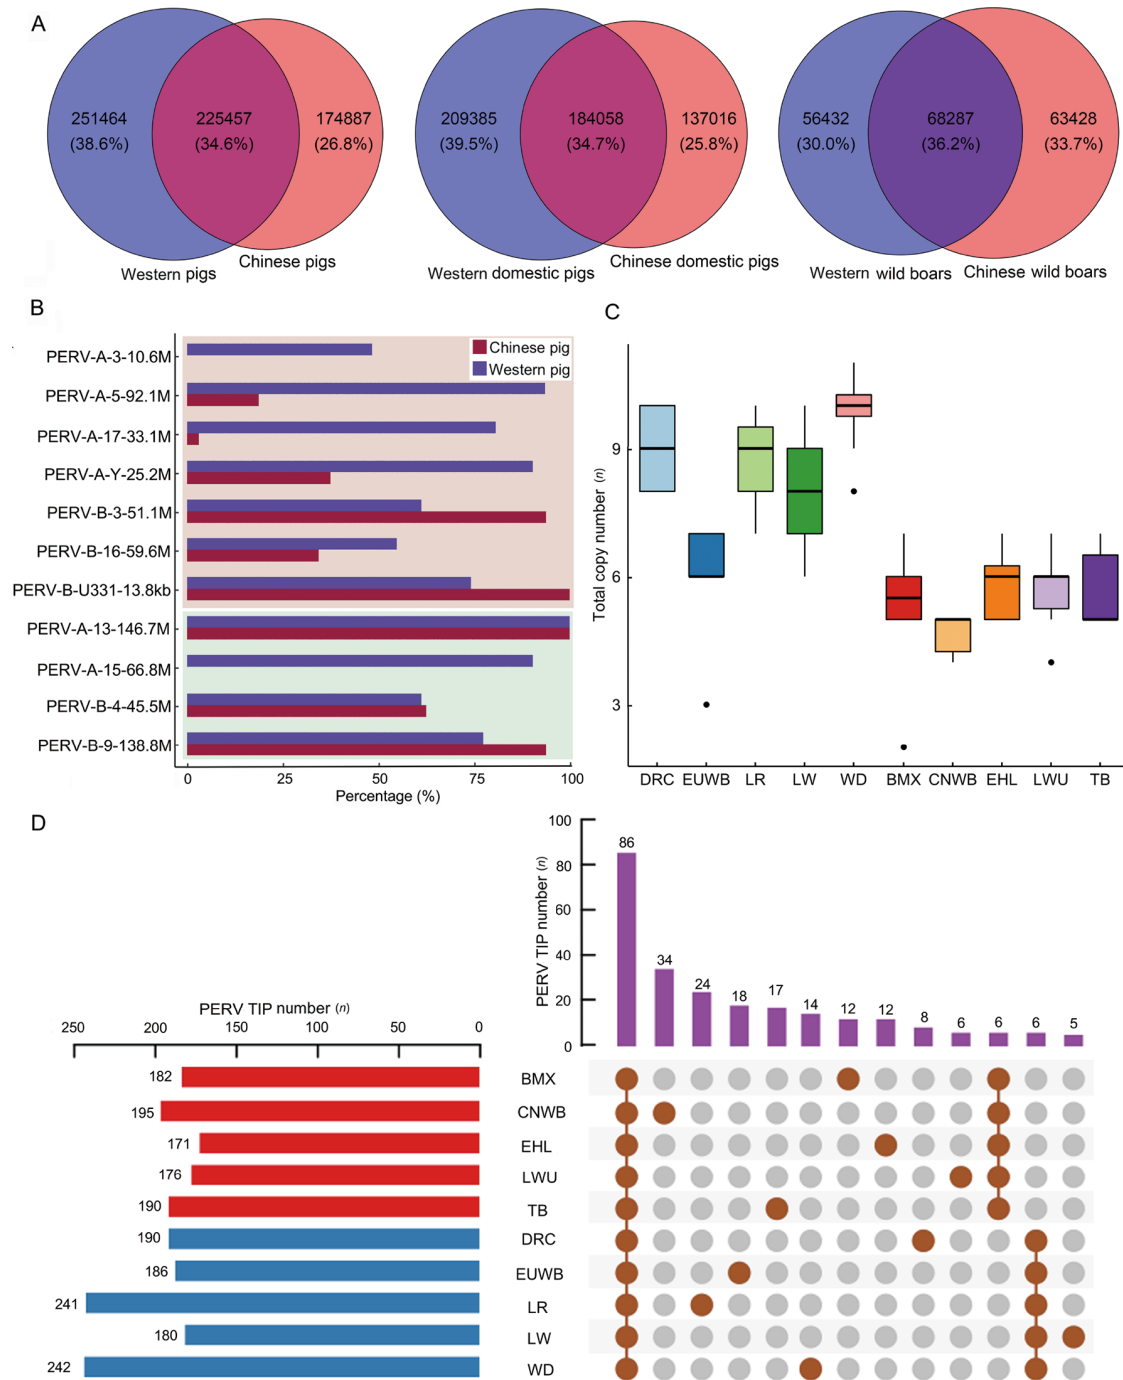 A
251464
(38.6%)
225457
(34.6%)
174887
(26.8%)
Western pigs
Chinese pigs
209385
(39.5%)
184058
(34.7%)
137016
(25.8%)
Western domestic pigs
Chinese domestic pigs
56432
(30.0%)
68287
(36.2%)
63428
(33.7%)
Western wild boars
Chinese wild boars
B
Chinese pig
Western pig
PERV-A-3-10.6M
PERV-A-5-92.1M
PERV-A-17-33.1M
PERV-A-Y-25.2M
PERV-B-3-51.1M
PERV-B-16-59.6M
PERV-B-U331-13.8kb
PERV-A-13-146.7M
PERV-A-15-66.8M
PERV-B-4-45.5M
PERV-B-9-138.8M
0 25 50 75 100
Percentage (%)
C
Total copy number (n)
9
6
3
DRC EUWB LR LW WD BMX CNWB EHL LWU TB
D
PERV TIP number (n)
100
80
60
40
20
0
86 34 24 18 17 14 12 12 8 6 6 6 5
PERV TIP number (n)
250 200 150 100 50 0
182 BMX
195 CNWB
171 EHL
176 LWU
190 TB
190 DRC
186 EUWB
241 LR
180 LW
242 WD